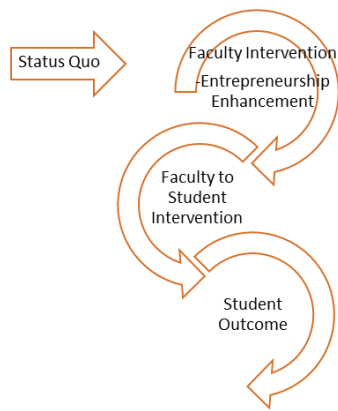 Status Quo
Faculty Intervention
-Entrepreneurship
Enhancement
Faculty to
Student
Intervention
Student
Outcome